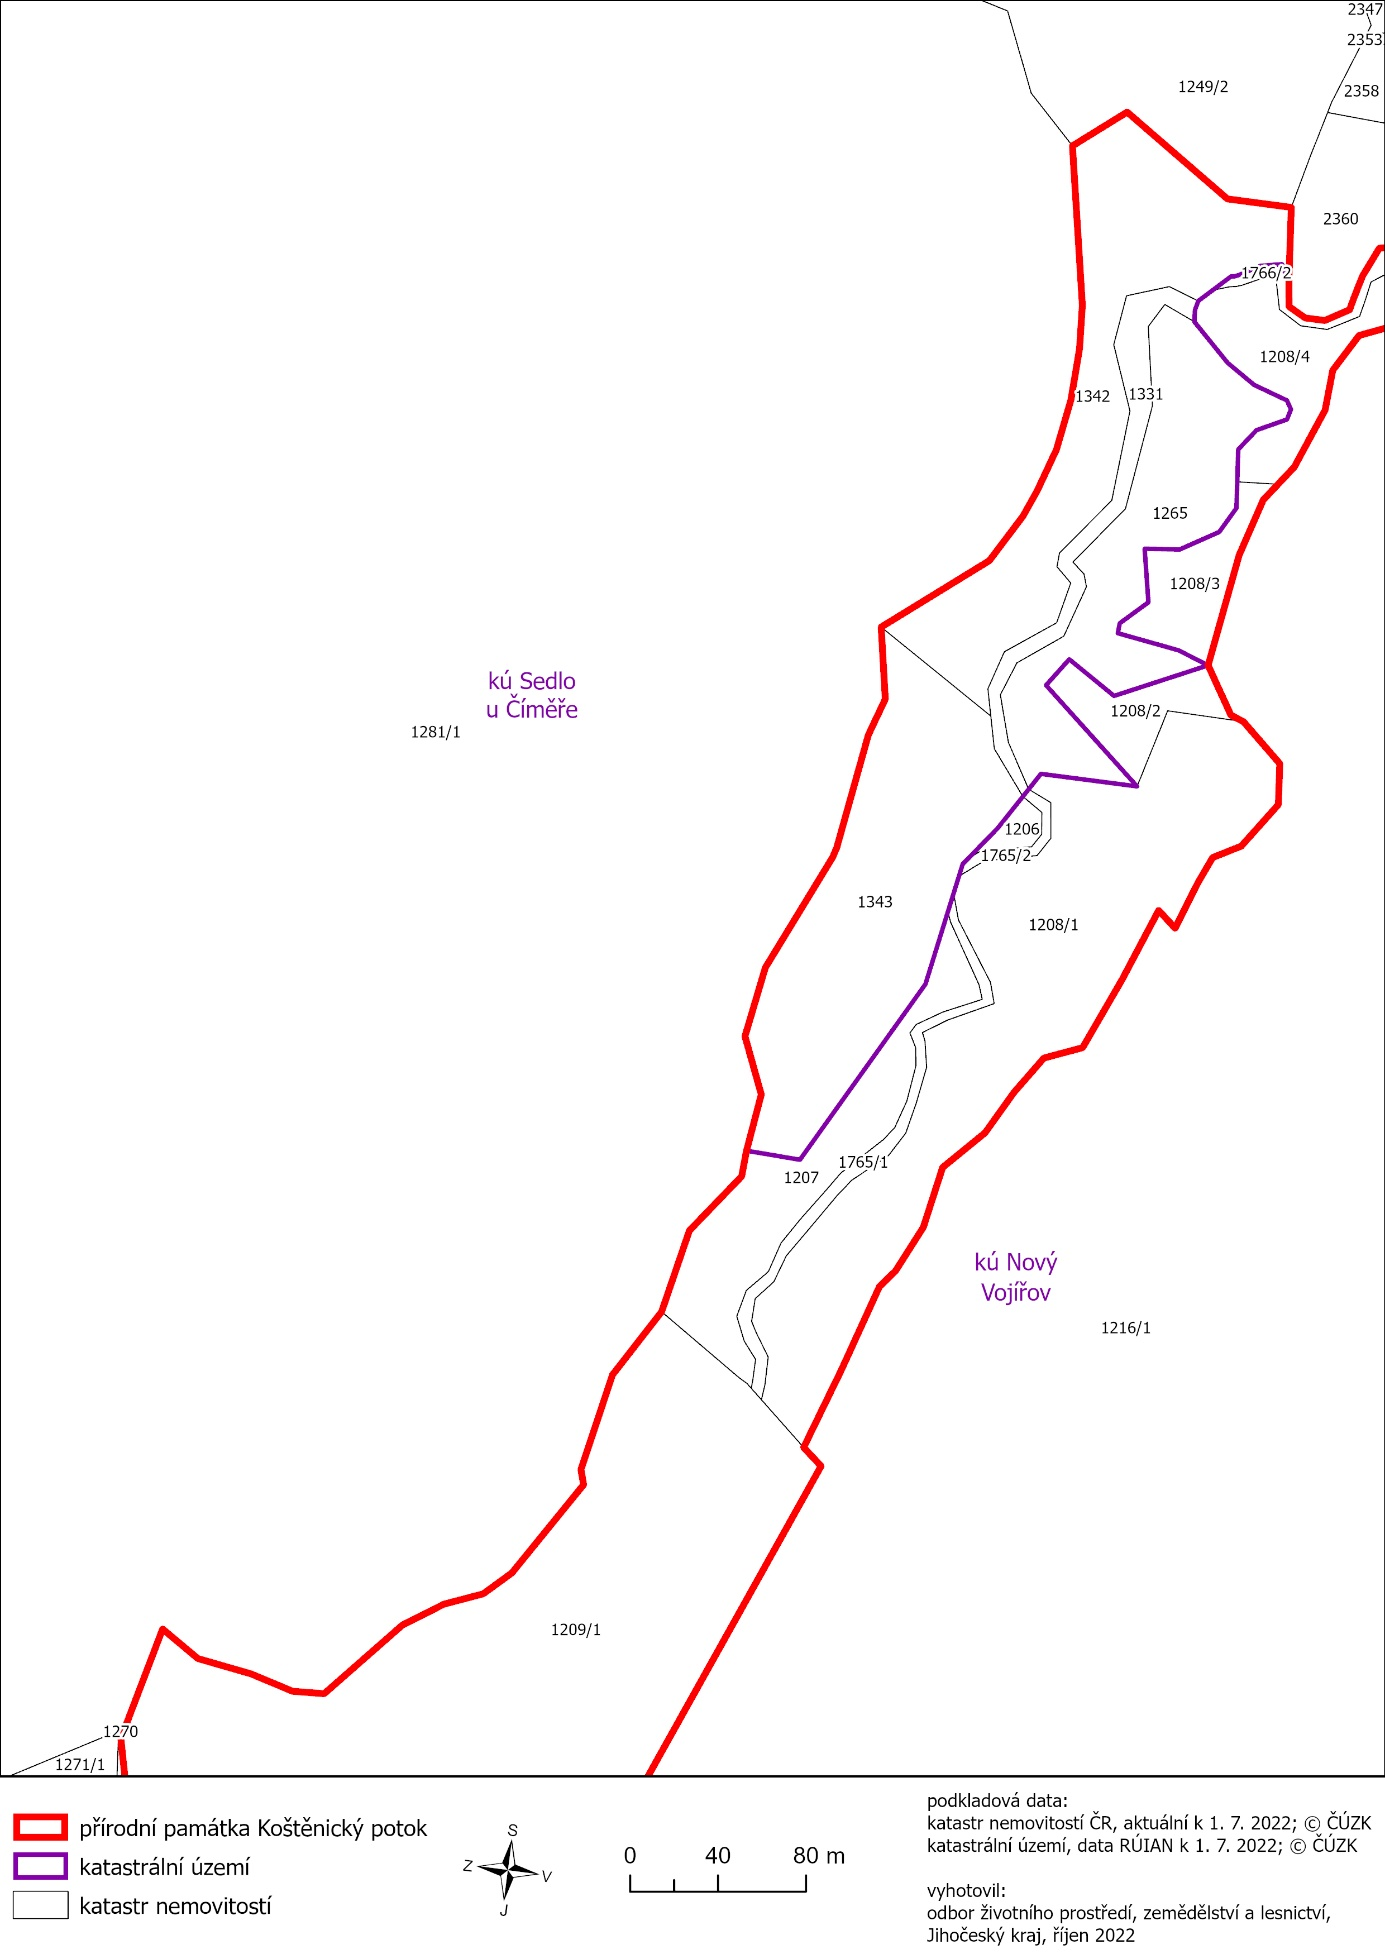 2347
2353
1249/2
2358
2360
1766/2
1208/4
1342
1331
1265
1208/3
kú Sedlo
u Číměře
1208/2
1281/1
1206
1765/2
1343
1208/1
1765/1
1207
kú Nový
Vojířov
1216/1
1209/1
1270
1271/1
přírodní památka Koštěnický potok
katastrální území
katastr nemovitostí
S
Z
V
J
0 40 80 m
podkladová data:
katastr nemovitostí ČR, aktuální k 1. 7. 2022; © ČÚZK
katastrální území, data RÚIAN k 1. 7. 2022; © ČÚZK
vyhotovil:
odbor životního prostředí, zemědělství a lesnictví,
Jihočeský kraj, říjen 2022